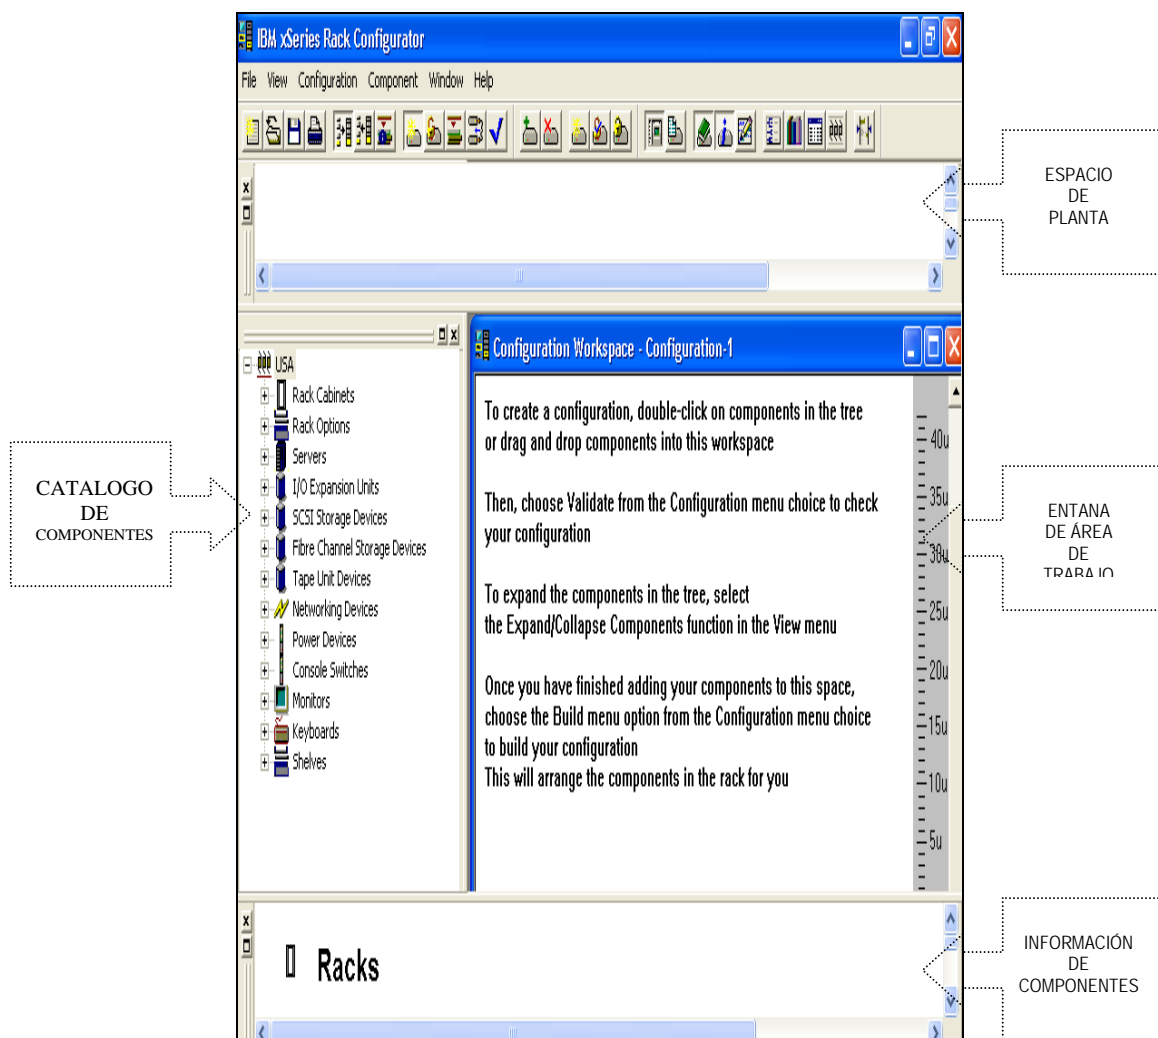 IBM xSeries Rack Configurator
File View Configuration Component Window Help
ESPACIO
DE
PLANTA
USA
Rack Cabinets
Rack Options
Servers
I/O Expansion Units
SCSI Storage Devices
Fibre Channel Storage Devices
Tape Unit Devices
Networking Devices
Power Devices
Console Switches
Monitors
Keyboards
Shelves
CATALOGO
DE
COMPONENTES
Configuration Workspace - Configuration-1
To create a configuration, double-click on components in the tree
or drag and drop components into this workspace
Then, choose Validate from the Configuration menu choice to check
your configuration
To expand the components in the tree, select
the Expand/Collapse Components function in the View menu
Once you have finished adding your components to this space,
choose the Build menu option from the Configuration menu choice
to build your configuration
This will arrange the components in the rack for you
40u
35u
30u
25u
20u
15u
10u
5u
ENTANA
DE ÁREA
DE
TRABAJO
Racks
INFORMACIÓN
DE
COMPONENTES